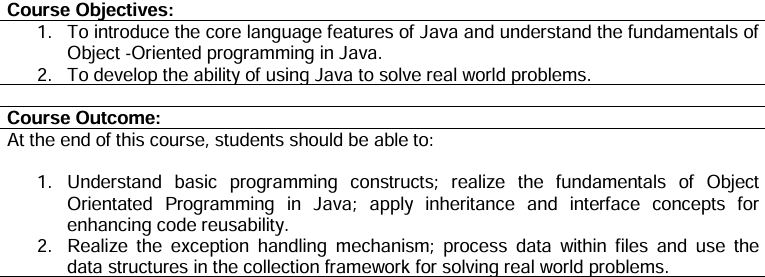 Course Objectives:
1. To introduce the core language features of Java and understand the fundamentals of
Object -Oriented programming in Java.
2. To develop the ability of using Java to solve real world problems.
Course Outcome:
At the end of this course, students should be able to:
1. Understand basic programming constructs; realize the fundamentals of Object
Orientated Programming in Java; apply inheritance and interface concepts for
enhancing code reusability.
2. Realize the exception handling mechanism; process data within files and use the
data structures in the collection framework for solving real world problems.